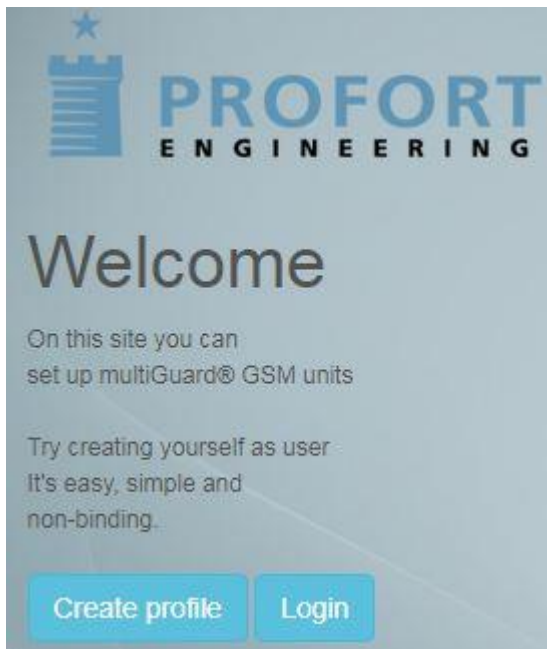 PROFORT
ENGINEERING
Welcome
On this site you can
set up multiGuard® GSM units
Try creating yourself as user
It's easy, simple and
non-binding.
Create profile Login